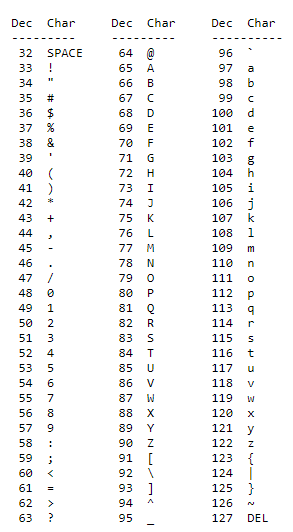 Dec  Char    Dec  Char    Dec  Char
---------    ---------    ---------
32  SPACE    64  @    96  `
33  !    65  A    97  a
34  "    66  B    98  b
35  #    67  C    99  c
36  $    68  D    100  d
37  %    69  E    101  e
38  &    70  F    102  f
39  '    71  G    103  g
40  (    72  H    104  h
41  )    73  I    105  i
42  *    74  J    106  j
43  +    75  K    107  k
44  ,    76  L    108  l
45  -    77  M    109  m
46  .    78  N    110  n
47  /    79  O    111  o
48  0    80  P    112  p
49  1    81  Q    113  q
50  2    82  R    114  r
51  3    83  S    115  s
52  4    84  T    116  t
53  5    85  U    117  u
54  6    86  V    118  v
55  7    87  W    119  w
56  8    88  X    120  x
57  9    89  Y    121  y
58  :    90  Z    122  z
59  ;    91  [    123  {
60  <    92  \    124  |
61  =    93  ]    125  }
62  >    94  ^    126  ~
63  ?    95  _    127  DEL